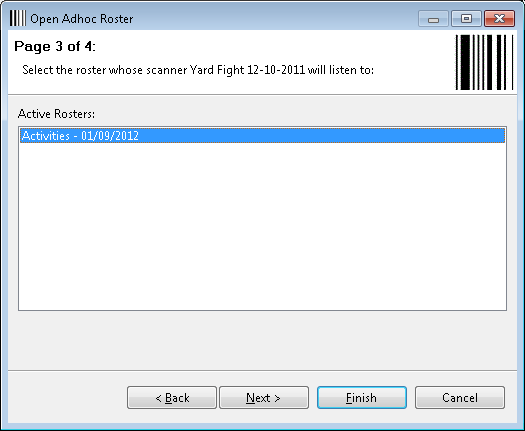 Open Adhoc Roster
Page 3 of 4:
Select the roster whose scanner Yard Fight 12-10-2011 will listen to:
Active Rosters:
Activities - 01/09/2012
< Back Next > Finish Cancel